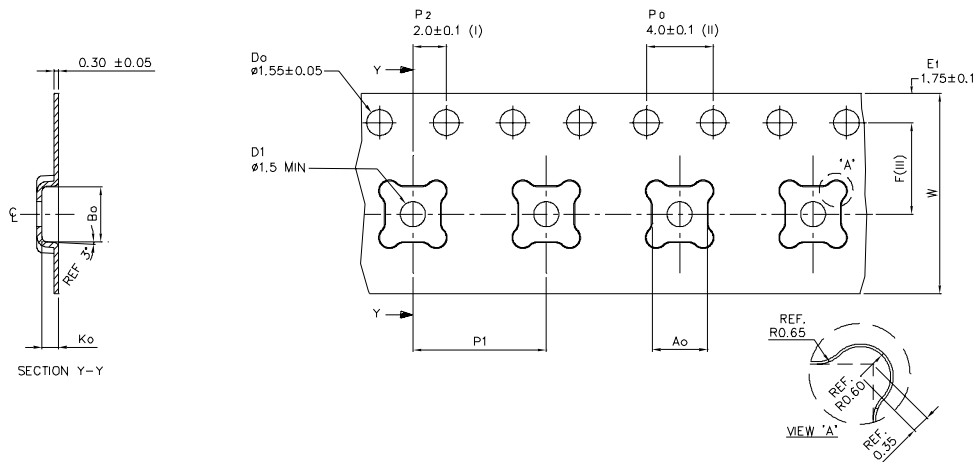 P2
2.0±0.1 (I)
Po
4.0±0.1 (II)
0.30 ±0.05
Do
ø1.55±0.05
Y
E1
1.75±0.1
D1
ø1.5 MIN
"A"
F(III)
W
Bo
REF. 3°
Ko
SECTION Y-Y
Y
P1
Ao
REF.
R0.65
REF.
R0.60
REF.
0.35
VIEW "A"